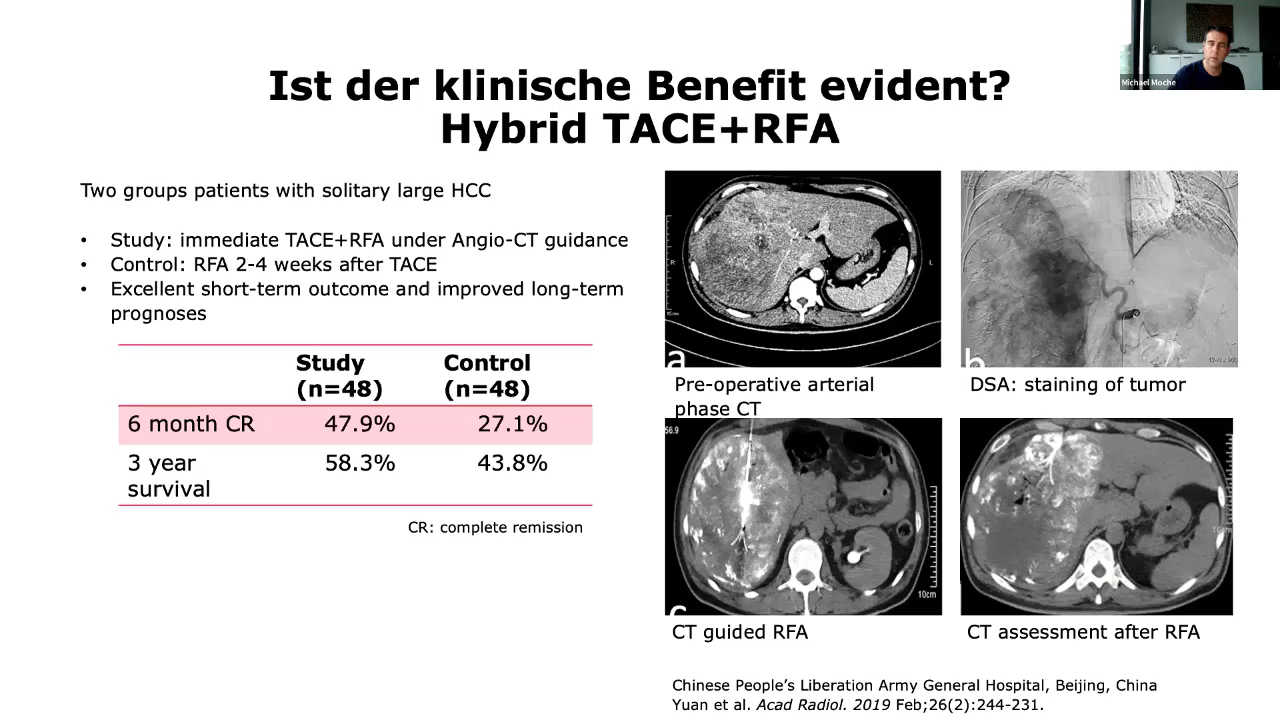 Michael Moche
Ist der klinische Benefit evident?
Hybrid TACE+RFA
Two groups patients with solitary large HCC
• Study: immediate TACE+RFA under Angio-CT guidance
• Control: RFA 2-4 weeks after TACE
• Excellent short-term outcome and improved long-term
prognoses
Study Control
(n=48) (n=48)
6 month CR 47.9% 27.1%
3 year 58.3% 43.8%
survival
CR: complete remission
R
L
a
Pre-operative arterial
phase CT
b
DSA: staining of tumor
56.9
10cm
c
CT guided RFA
CT assessment after RFA
Chinese People’s Liberation Army General Hospital, Beijing, China
Yuan et al. Acad Radiol. 2019 Feb;26(2):244-231.